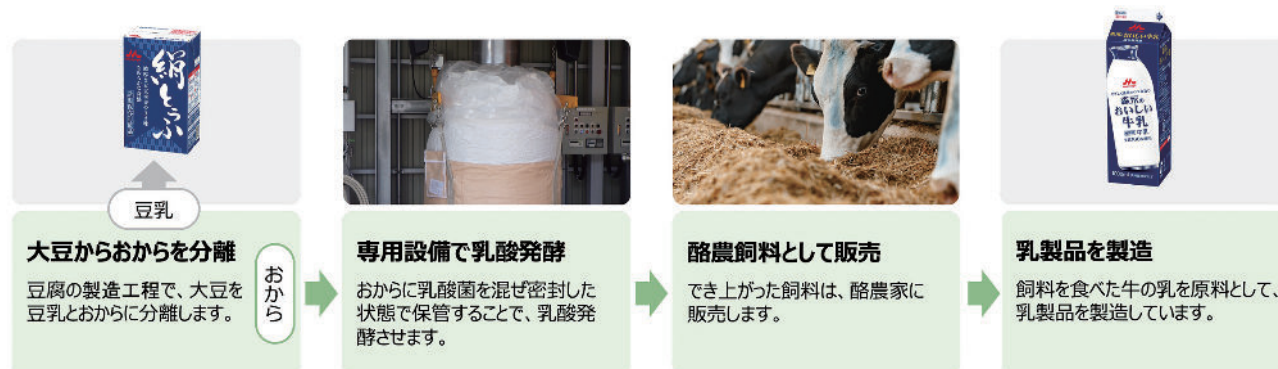 絹とうふ
豆乳
大豆からおからを分離
豆腐の製造工程で、大豆を
豆乳とおからに分離します。
おから
専用設備で乳酸発酵
おからに乳酸菌を混ぜ密封した
状態で保管することで、乳酸発
酵させます。
酪農飼料として販売
でき上がった飼料は、酪農家に
販売します。
森永の
おいしい
牛乳
乳製品を製造
飼料を食べた牛の乳を原料として、
乳製品を製造しています。